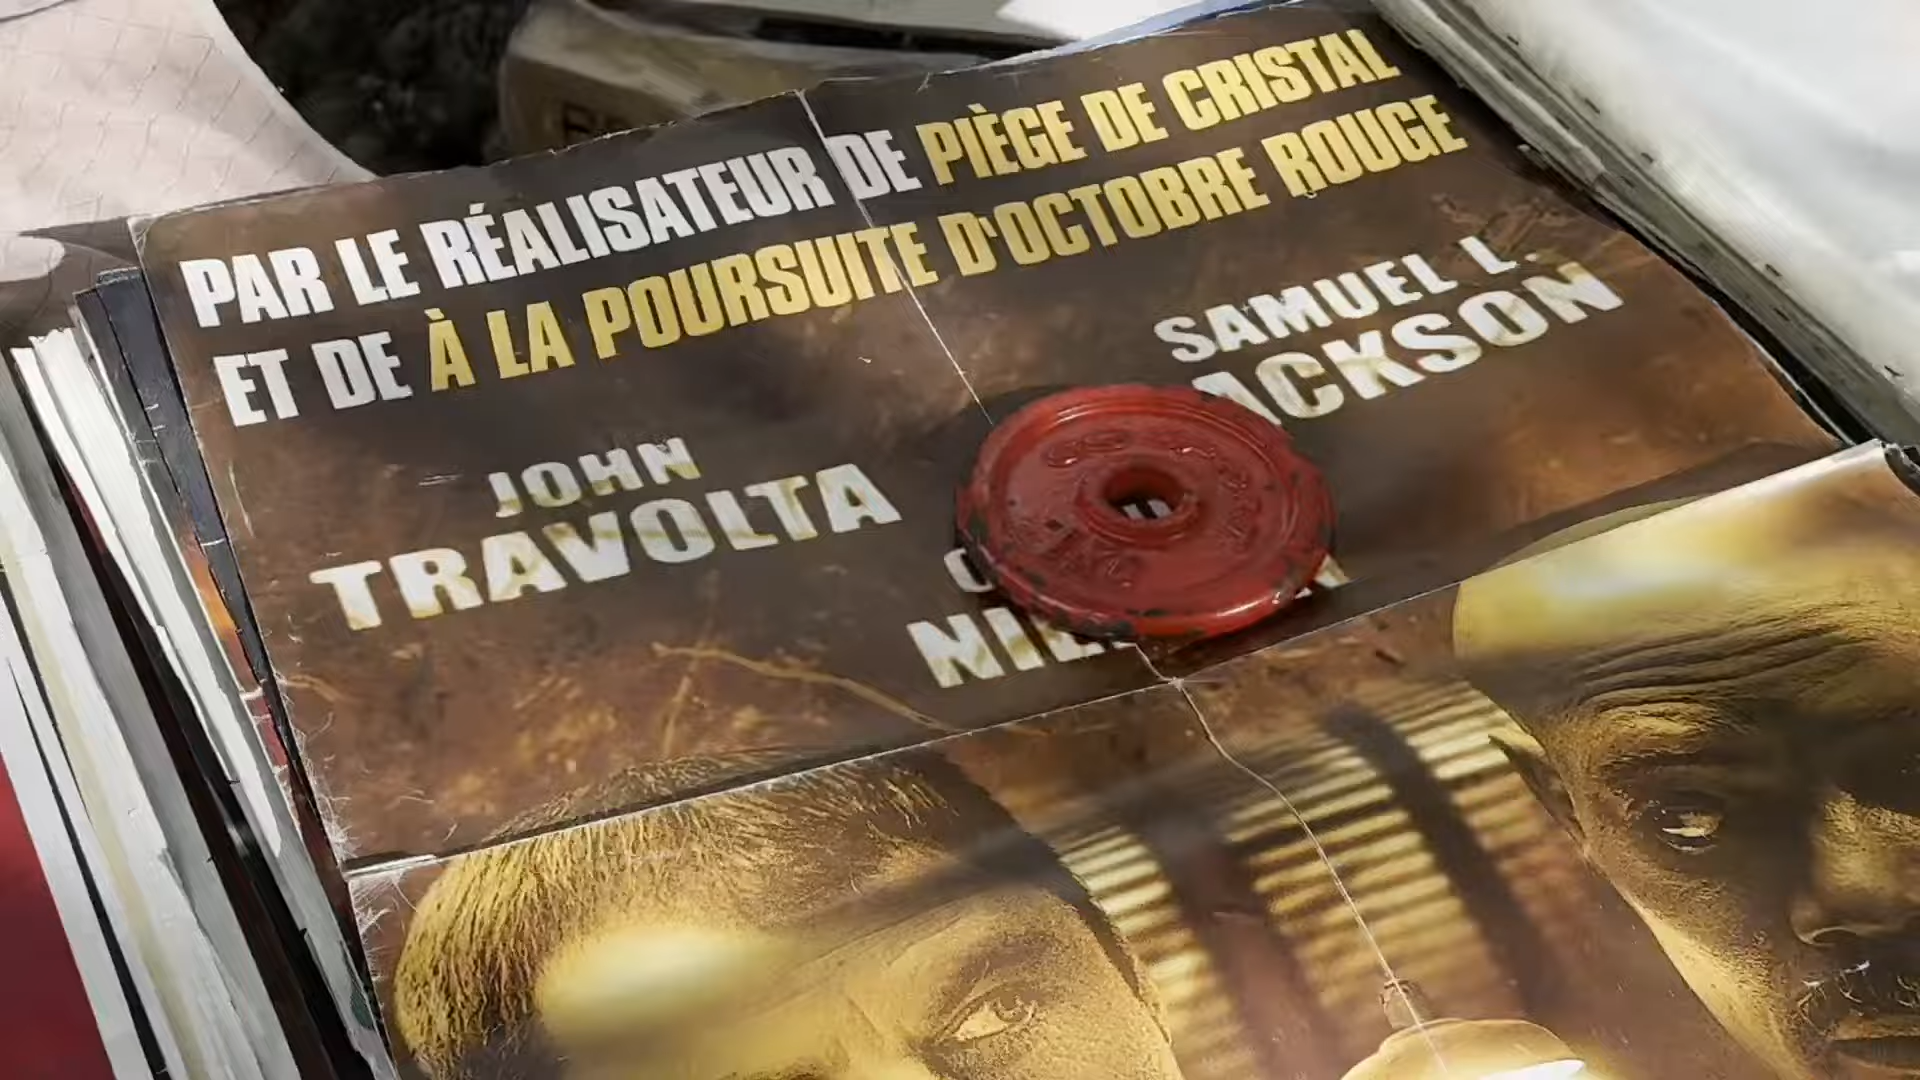 PAR LE RÉALISATEUR DE PIÈGE DE CRISTAL
ET DE À LA POURSUITE D'OCTOBRE ROUGE
JOHN
TRAVOLTA
SAMUEL L.
ACKSON